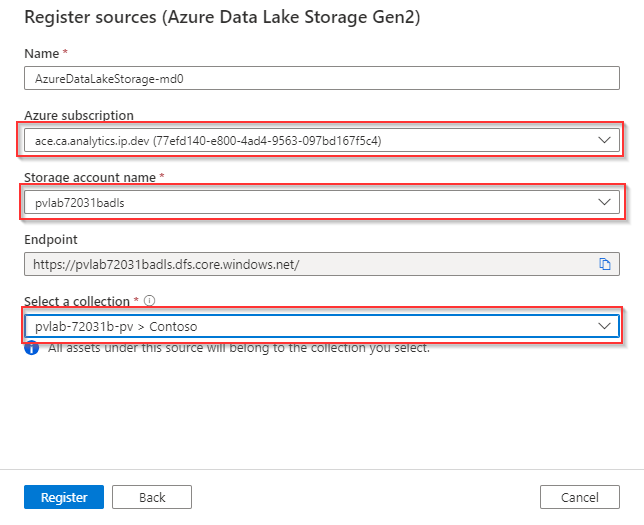 Register sources (Azure Data Lake Storage Gen2)
Name *
AzureDataLakeStorage-md0
Azure subscription
ace.ca.analytics.ip.dev (77efd140-e800-4ad4-9563-097bd167f5c4)
Storage account name *
pvlab72031badls
Endpoint
https://pvlab72031badls.dfs.core.windows.net/
Select a collection *
pvlab-72031b-pv > Contoso
All assets under this source will belong to the collection you select.
Register Back Cancel